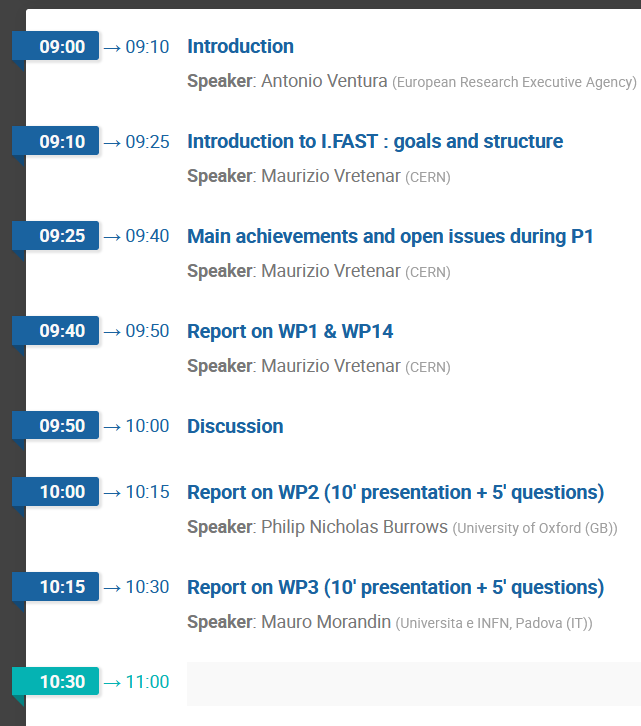 09:00 → 09:10 Introduction
Speaker: Antonio Ventura (European Research Executive Agency)
09:10 → 09:25 Introduction to I.FAST : goals and structure
Speaker: Maurizio Vretenar (CERN)
09:25 → 09:40 Main achievements and open issues during P1
Speaker: Maurizio Vretenar (CERN)
09:40 → 09:50 Report on WP1 & WP14
Speaker: Maurizio Vretenar (CERN)
09:50 → 10:00 Discussion
10:00 → 10:15 Report on WP2 (10' presentation + 5' questions)
Speaker: Philip Nicholas Burrows (University of Oxford (GB))
10:15 → 10:30 Report on WP3 (10' presentation + 5' questions)
Speaker: Mauro Morandin (Universita e INFN, Padova (IT))
10:30 → 11:00